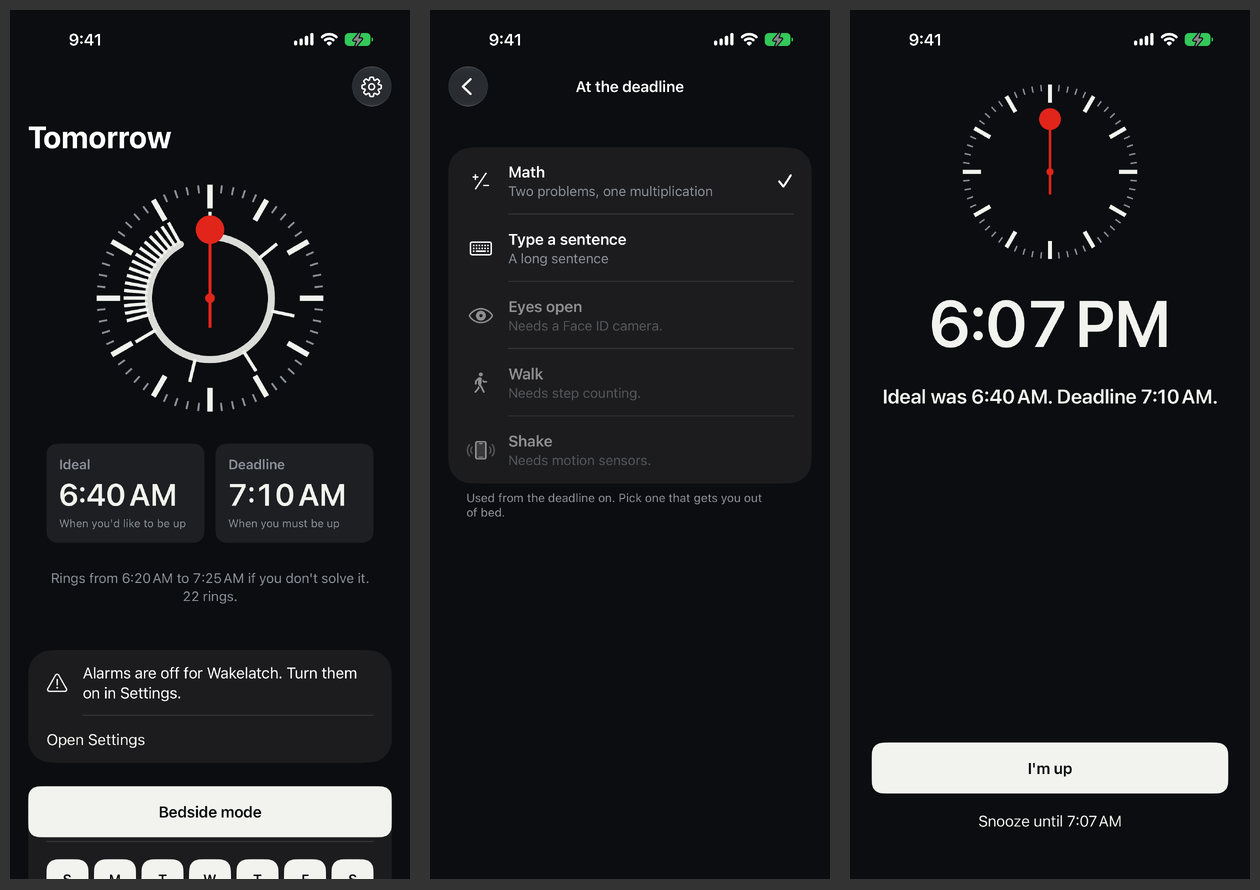 9:41
Tomorrow
Ideal
6:40 AM
When you'd like to be up
Deadline
7:10 AM
When you must be up
Rings from 6:20 AM to 7:25 AM if you don't solve it.
22 rings.
Alarms are off for Wakelatch. Turn them
on in Settings.
Open Settings
Bedside mode
S M T W T F S
9:41
At the deadline
Math
Two problems, one multiplication
Type a sentence
A long sentence
Eyes open
Needs a Face ID camera.
Walk
Needs step counting.
Shake
Needs motion sensors.
Used from the deadline on. Pick one that gets you out
of bed.
9:41
6:07 PM
Ideal was 6:40 AM. Deadline 7:10 AM.
I'm up
Snooze until 7:07 AM